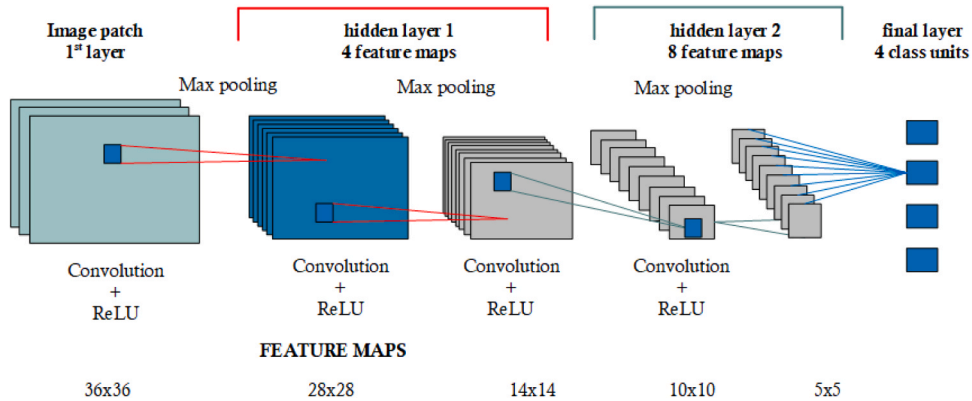 Image patch
1st layer
hidden layer 1
4 feature maps
hidden layer 2
8 feature maps
final layer
4 class units
Max pooling
Max pooling
Max pooling
Convolution
+
ReLU
Convolution
+
ReLU
Convolution
+
ReLU
Convolution
+
ReLU
FEATURE MAPS
36x36
28x28
14x14
10x10
5x5